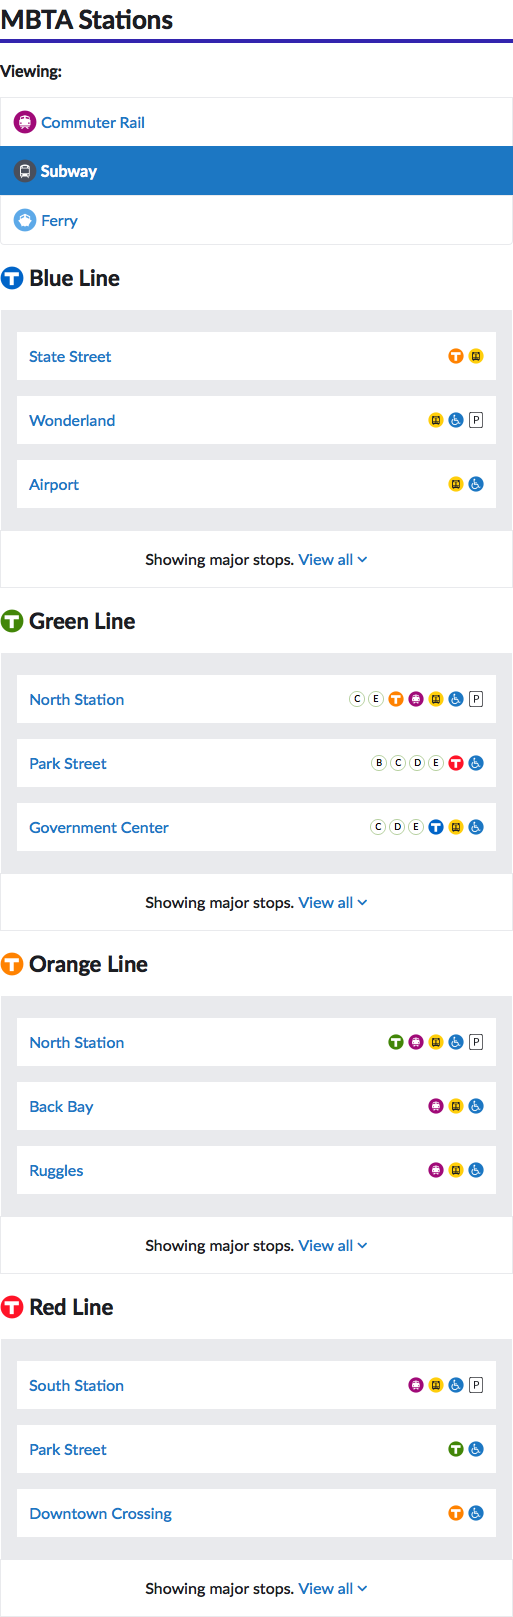 MBTA Stations
Viewing:
Commuter Rail
Subway
Ferry
T Blue Line
State Street T
Wonderland P
Airport
Showing major stops. View all
T Green Line
North Station C E T P
Park Street B C D E T
Government Center C D E T
Showing major stops. View all
T Orange Line
North Station T P
Back Bay
Ruggles
Showing major stops. View all
T Red Line
South Station P
Park Street T
Downtown Crossing T
Showing major stops. View all